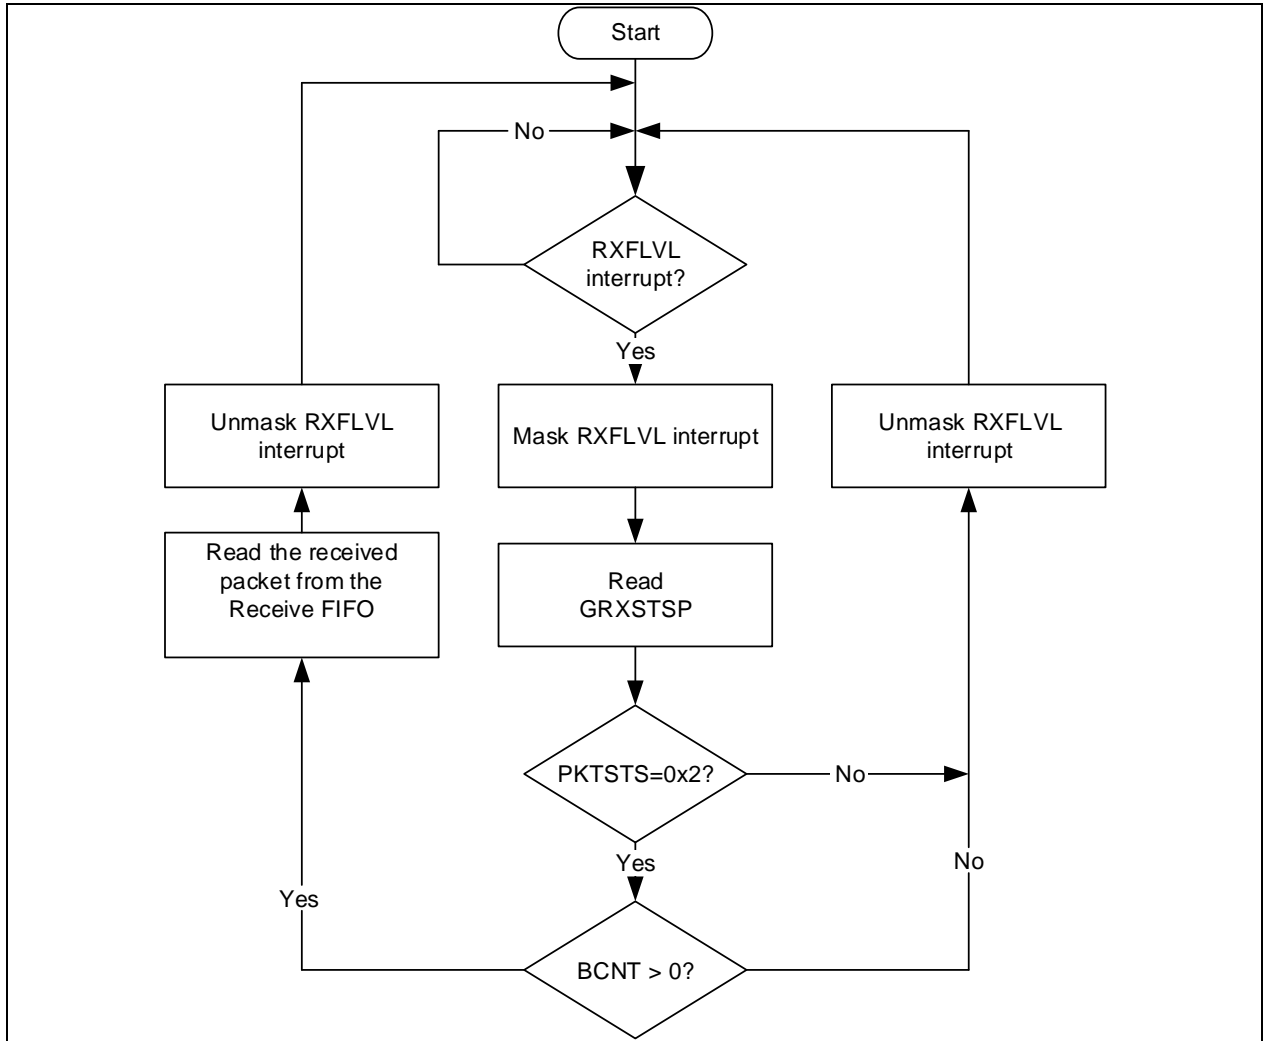 Start
No
RXFLVL
interrupt?
Yes
Unmask RXFLVL
interrupt
Mask RXFLVL interrupt
Unmask RXFLVL
interrupt
Read the received
packet from the
Receive FIFO
Read
GRXSTSP
PKTSTS=0x2?
No
Yes
No
Yes
BCNT > 0?